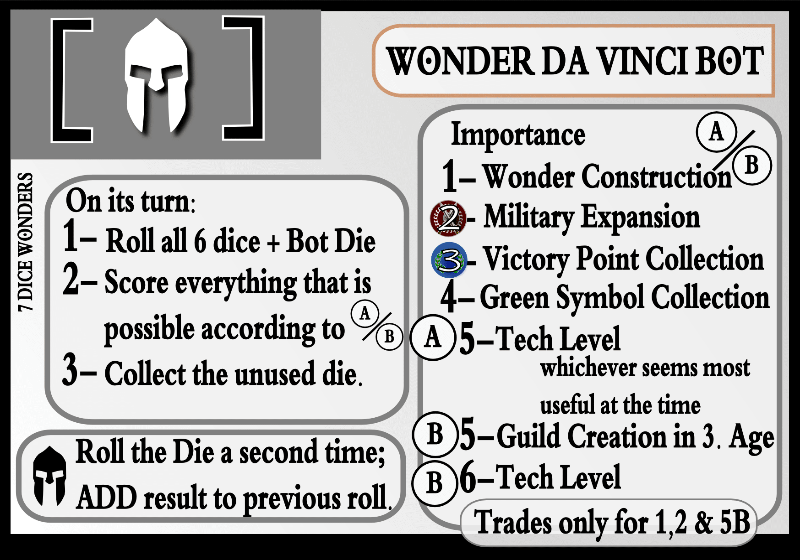 [ ]
WONDER DA VINCI BOT
7 DICE WONDERS
On its turn:
1– Roll all 6 dice + Bot Die
2– Score everything that is
possible according to A/B
3– Collect the unused die.
Roll the Die a second time;
ADD result to previous roll.
Importance A/B
1– Wonder Construction
2- Military Expansion
3- Victory Point Collection
4– Green Symbol Collection
A 5–Tech Level
whichever seems most
useful at the time
B 5–Guild Creation in 3. Age
B 6–Tech Level
Trades only for 1,2 & 5B